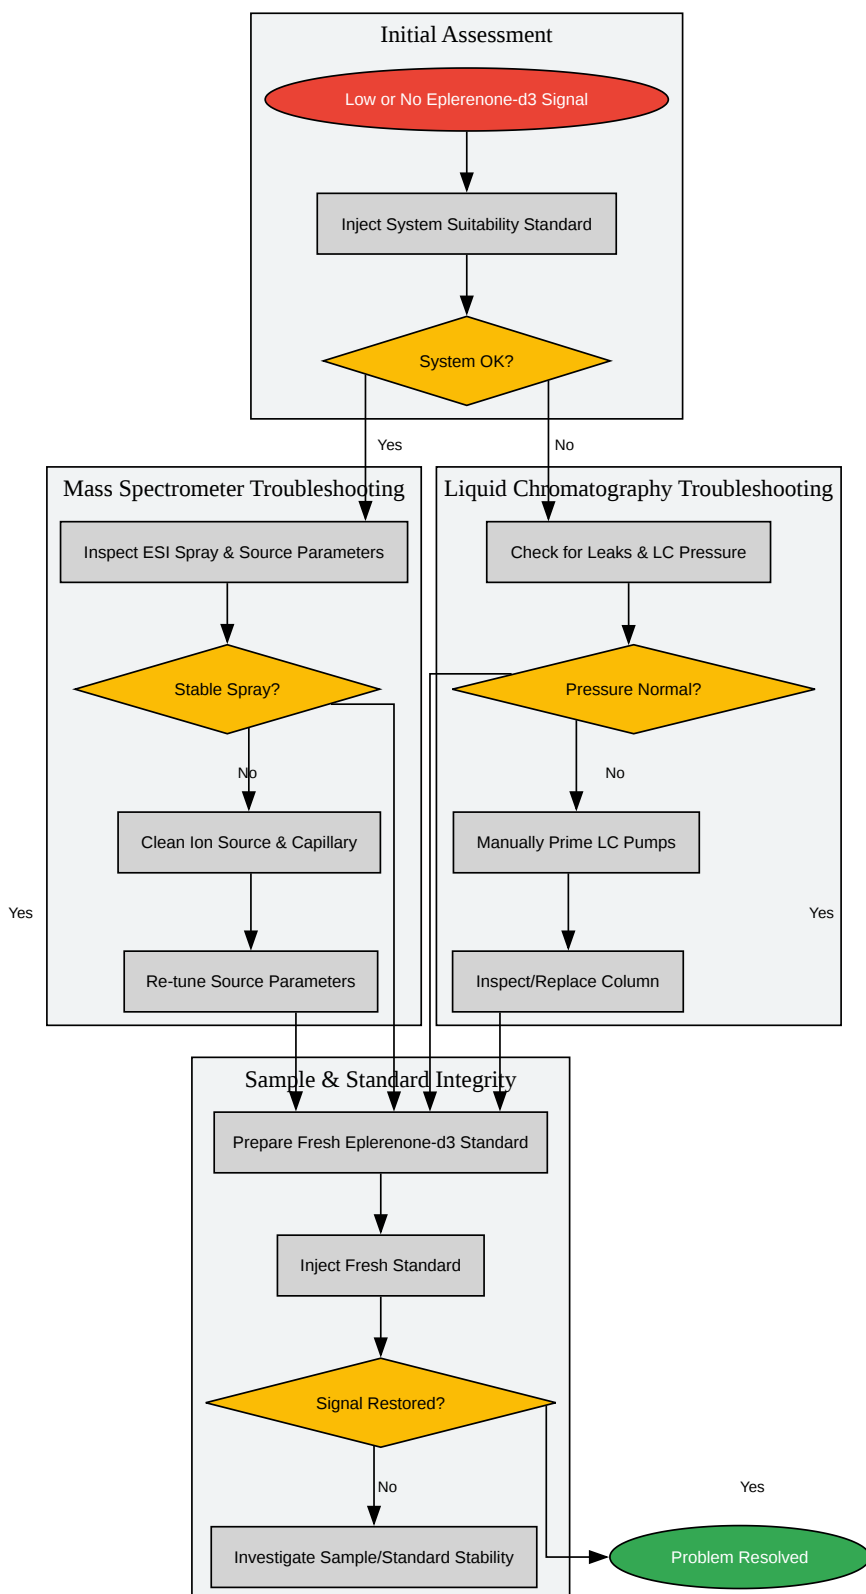 Initial Assessment
Low or No Eplerenone-d3 Signal
Inject System Suitability Standard
System OK?
Yes
No
Mass Spectrometer Troubleshooting
Liquid Chromatography Troubleshooting
Inspect ESI Spray & Source Parameters
Check for Leaks & LC Pressure
Stable Spray?
Pressure Normal?
No
No
Clean Ion Source & Capillary
Manually Prime LC Pumps
Yes
Yes
Re-tune Source Parameters
Inspect/Replace Column
Sample & Standard Integrity
Prepare Fresh Eplerenone-d3 Standard
Inject Fresh Standard
Signal Restored?
No
Yes
Investigate Sample/Standard Stability
Problem Resolved